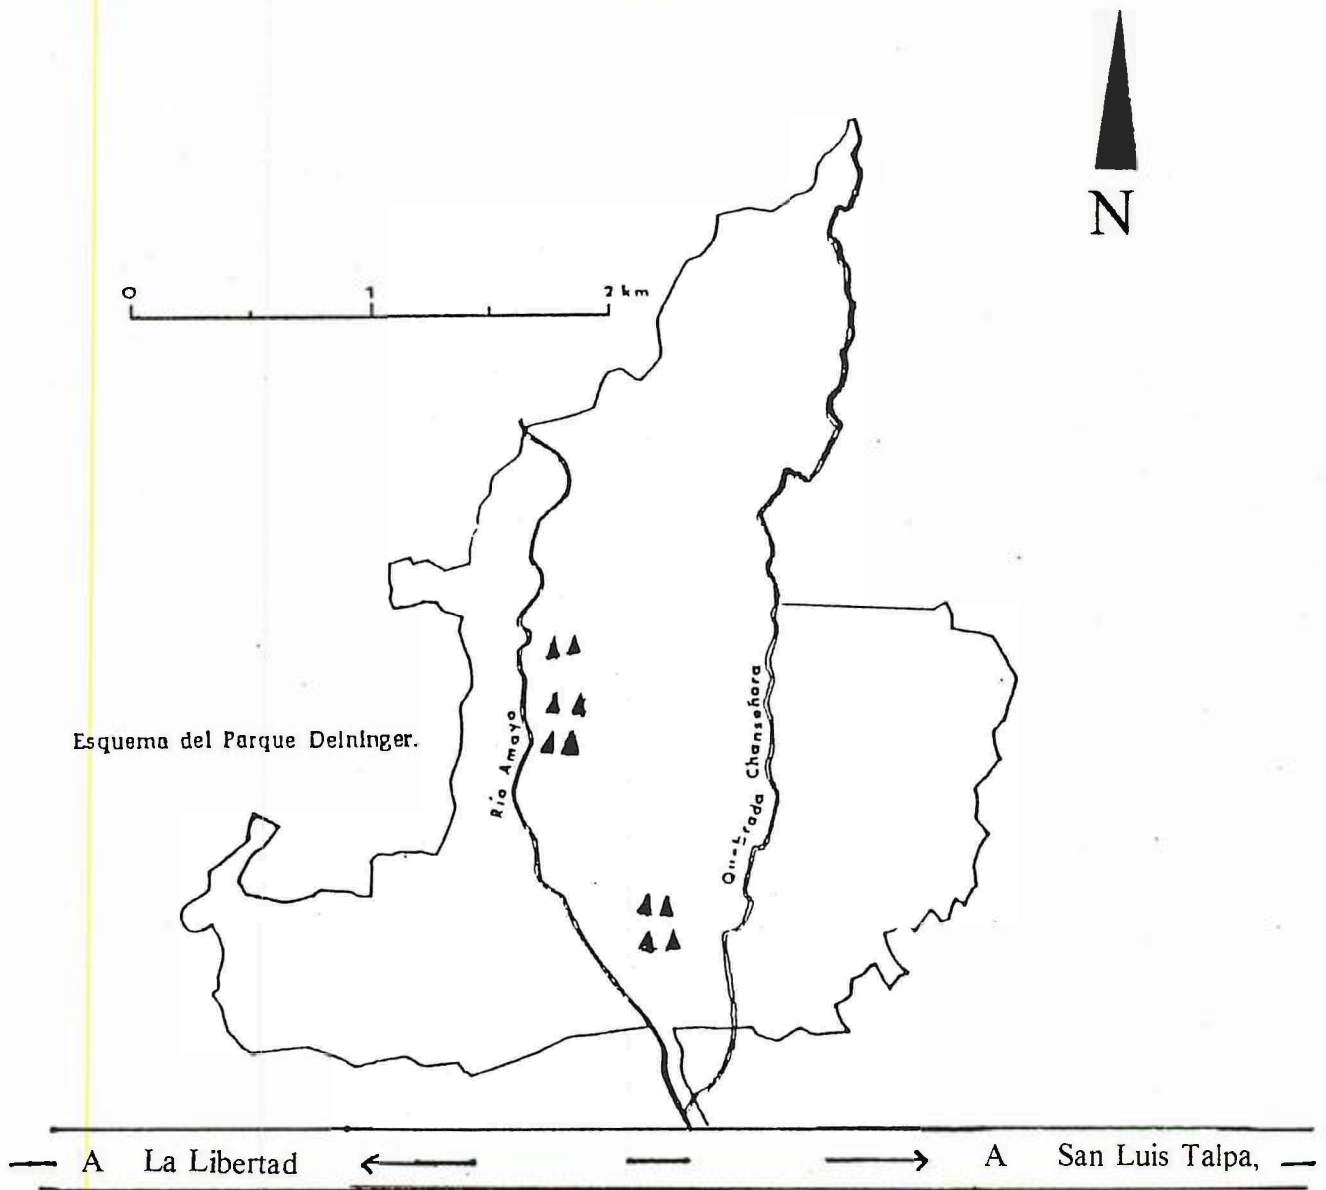 N
0 1 2 km
Esquema del Parque Deininger.
Río Amayo
Quebrada Chanseñora
A La Libertad
A San Luis Talpa,